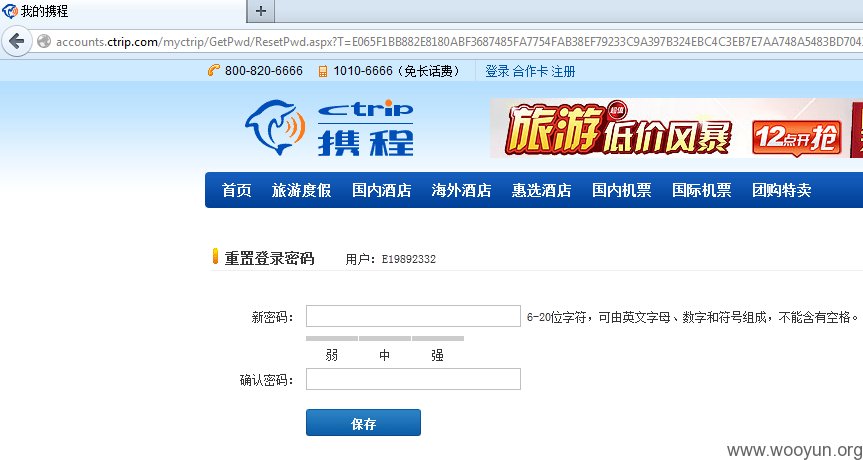 我的携程
accounts.ctrip.com/myctrip/GetPwd/ResetPwd.aspx?T=E065F1BB882E8180ABF3687485FA7754FAB38EF79233C9A397B324EBC4C3EB7E7AA748A5483BD704
800-820-6666 1010-6666（免长话费） 登录 合作卡 注册
ctrip
携程
旅游 超值 低价风暴 12点开抢
首页 旅游度假 国内酒店 海外酒店 惠选酒店 国内机票 国际机票 团购特卖
重置登录密码 用户：E19892332
新密码： 6-20位字符，可由英文字母、数字和符号组成，不能含有空格。
弱 中 强
确认密码：
保存
www.wooyun.org